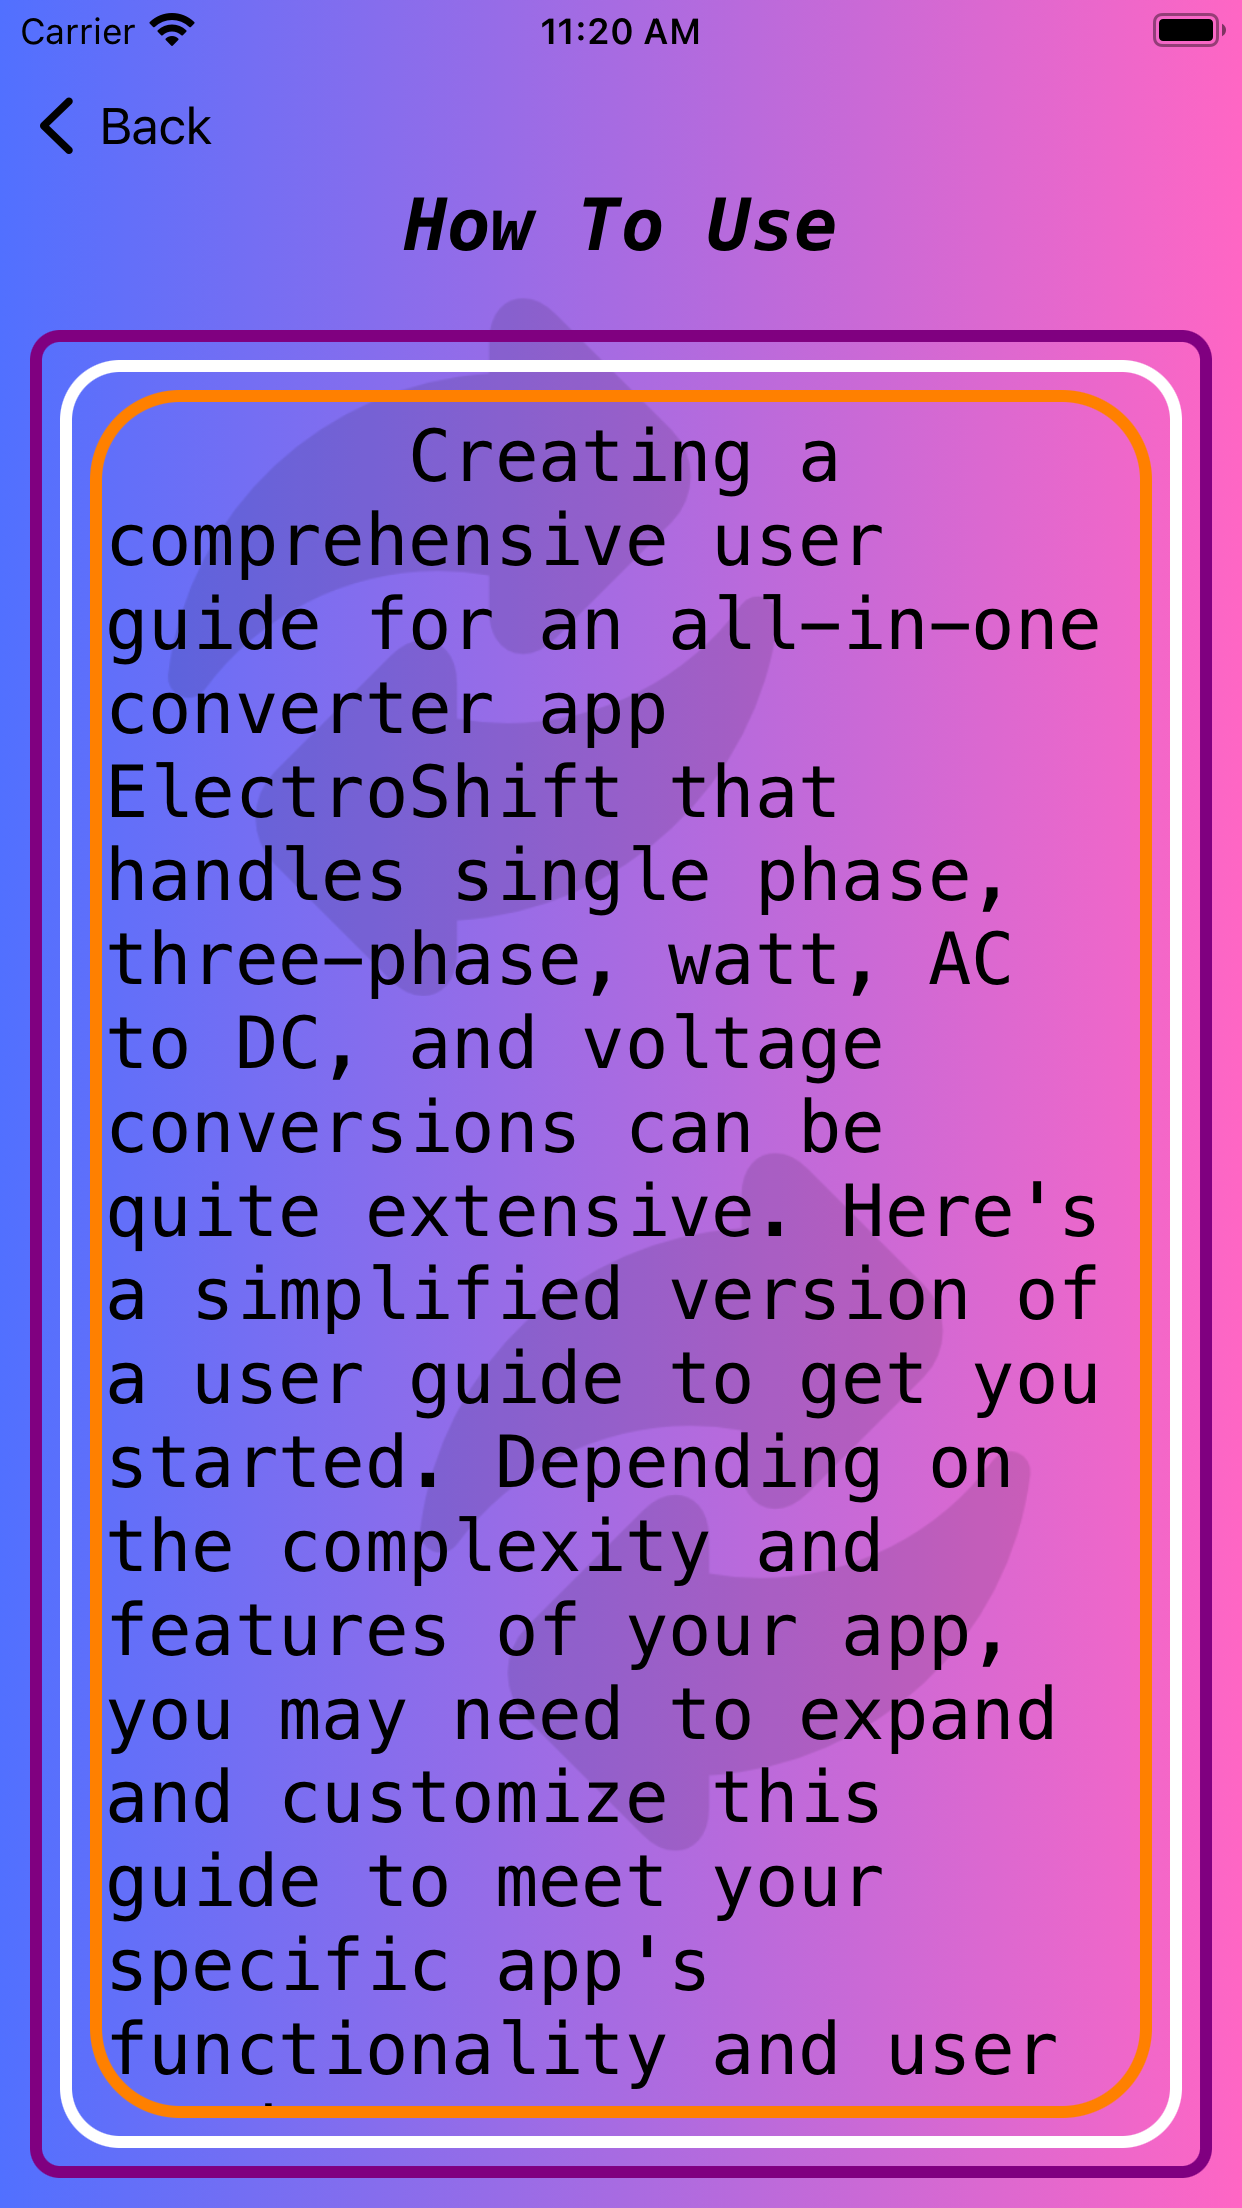 Carrier 11:20 AM
Back
How To Use
Creating a
comprehensive user
guide for an all-in-one
converter app
ElectroShift that
handles single phase,
three-phase, watt, AC
to DC, and voltage
conversions can be
quite extensive. Here's
a simplified version of
a user guide to get you
started. Depending on
the complexity and
features of your app,
you may need to expand
and customize this
guide to meet your
specific app's
functionality and user